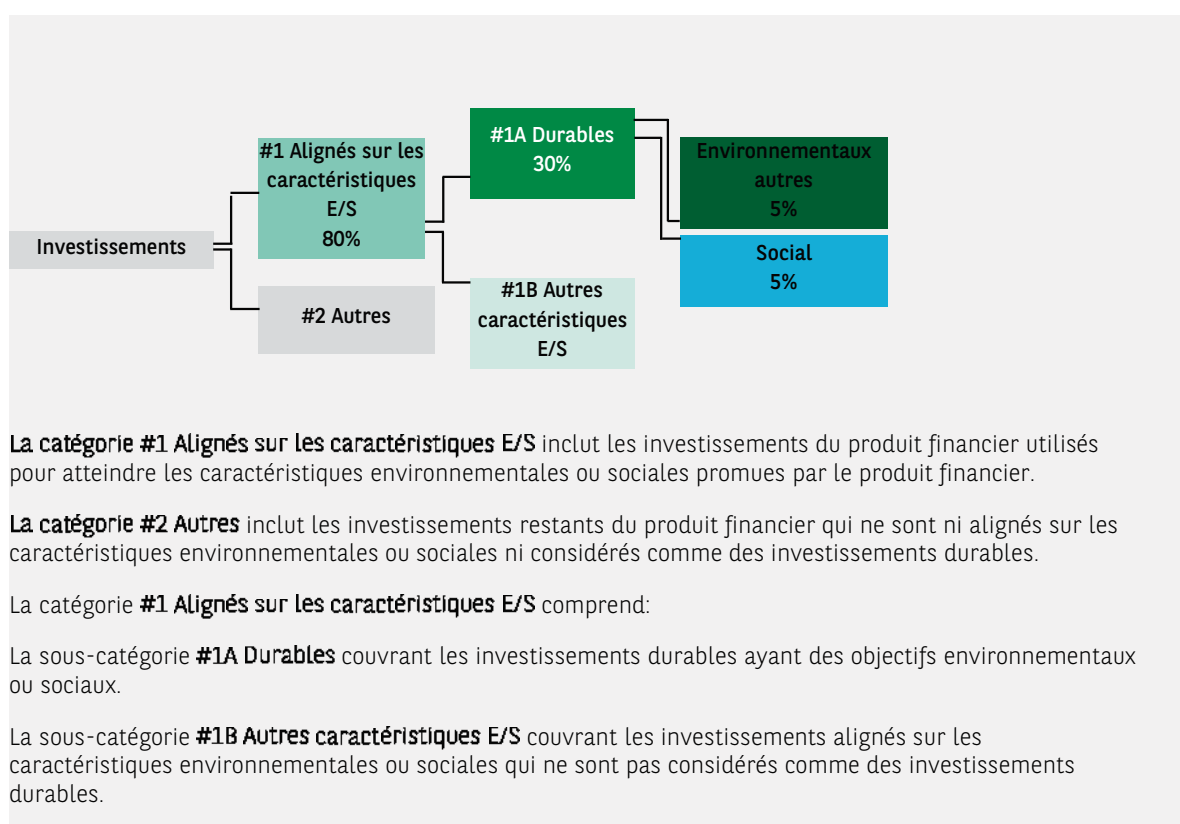 #1A Durables
30%
#1 Alignés sur les
caractéristiques
E/S
80%
Environnementaux
autres
5%
Investissements
Social
5%
#2 Autres
#1B Autres
caractéristiques
E/S
La catégorie #1 Alignés sur les caractéristiques E/S inclut les investissements du produit financier utilisés
pour atteindre les caractéristiques environnementales ou sociales promues par le produit financier.
La catégorie #2 Autres inclut les investissements restants du produit financier qui ne sont ni alignés sur les
caractéristiques environnementales ou sociales ni considérés comme des investissements durables.
La catégorie #1 Alignés sur les caractéristiques E/S comprend:
La sous-catégorie #1A Durables couvrant les investissements durables ayant des objectifs environnementaux
ou sociaux.
La sous-catégorie #1B Autres caractéristiques E/S couvrant les investissements alignés sur les
caractéristiques environnementales ou sociales qui ne sont pas considérés comme des investissements
durables.